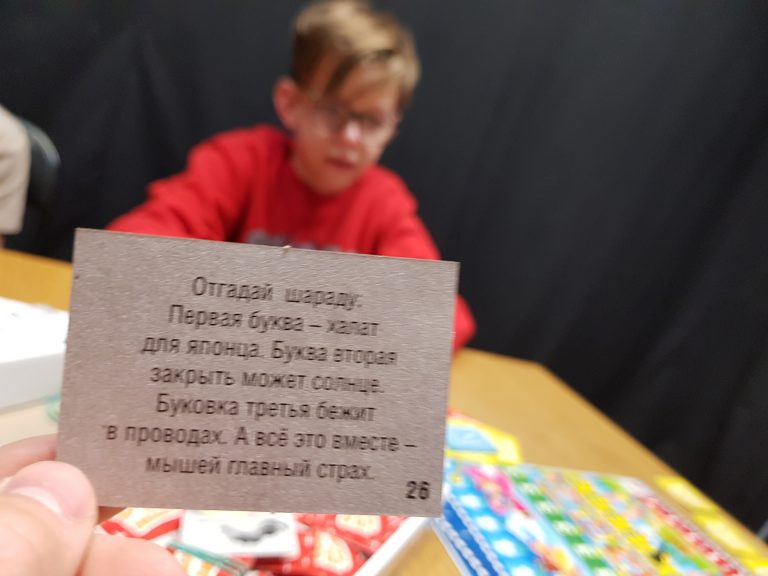 Отгадай шараду:
Первая буква – халат
для японца. Буква вторая
закрыть может солнце.
Буковка третья бежит
в проводах. А всё это вместе –
мышей главный страх.
26